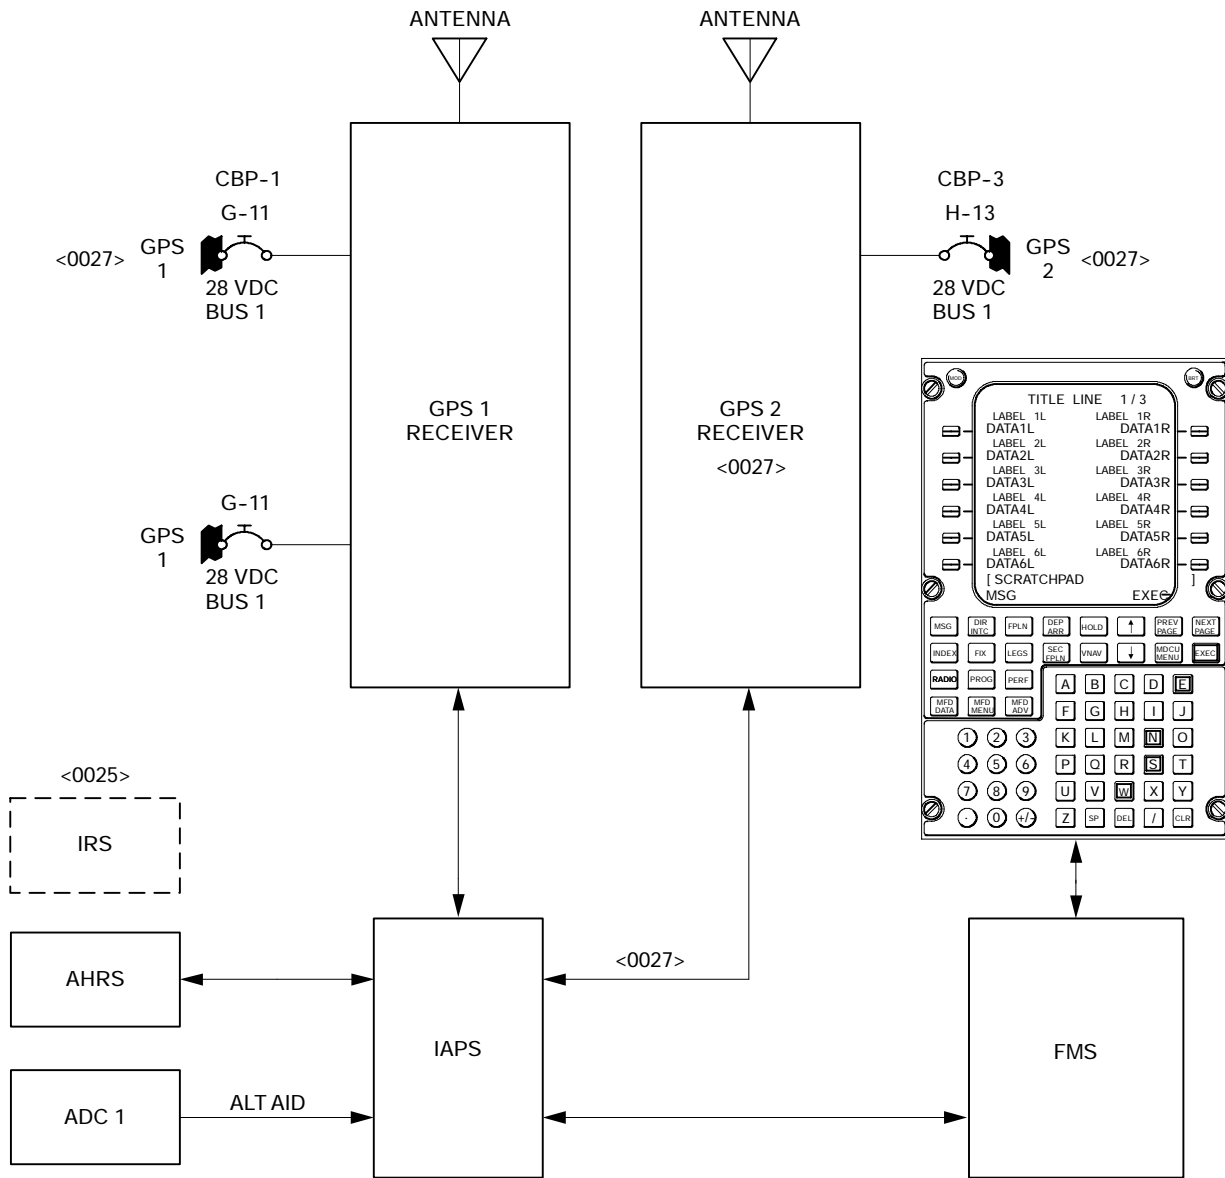 ANTENNA
ANTENNA
CBP-1
G-11
<0027>
GPS
1
28 VDC
BUS 1
GPS 1
RECEIVER
G-11
GPS
1
28 VDC
BUS 1
GPS 2
RECEIVER
<0027>
CBP-3
H-13
GPS
2
<0027>
28 VDC
BUS 1
MOD
BRT
TITLE LINE 1 / 3
LABEL 1L LABEL 1R
DATA1L DATA1R
LABEL 2L LABEL 2R
DATA2L DATA2R
LABEL 3L LABEL 3R
DATA3L DATA3R
LABEL 4L LABEL 4R
DATA4L DATA4R
LABEL 5L LABEL 5R
DATA5L DATA5R
LABEL 6L LABEL 6R
DATA6L DATA6R
[ SCRATCHPAD ]
MSG EXEC
MSG DIR INTC FPLN DEP ARR HOLD ↑ PREV PAGE NEXT PAGE
INDEX FIX LEGS SEC FPLN VNAV ↓ MDCU MENU EXEC
RADIO PROG PERF
MFD DATA MFD MENU MFD ADV
A B C D E
F G H I J
1 2 3 K L M N O
4 5 6 P Q R S T
7 8 9 U V W X Y
. 0 +/- Z SP DEL / CLR
<0025>
IRS
AHRS
ADC 1
ALT AID
IAPS
<0027>
FMS